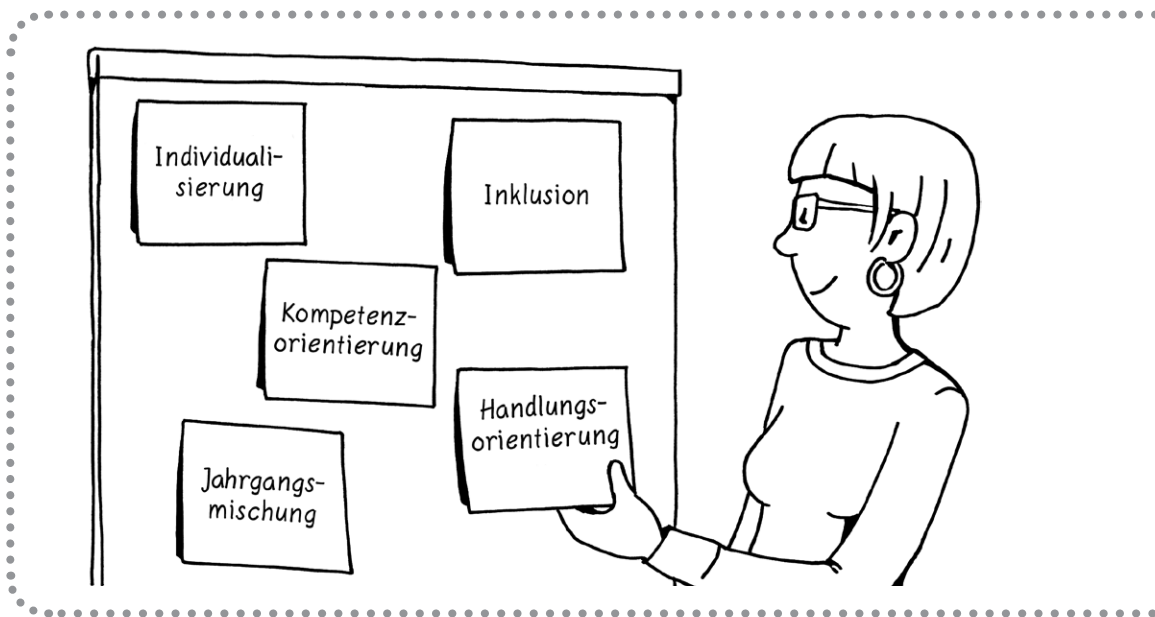 Individuali-
sierung
Inklusion
Kompetenz-
orientierung
Handlungs-
orientierung
Jahrgangs-
mischung